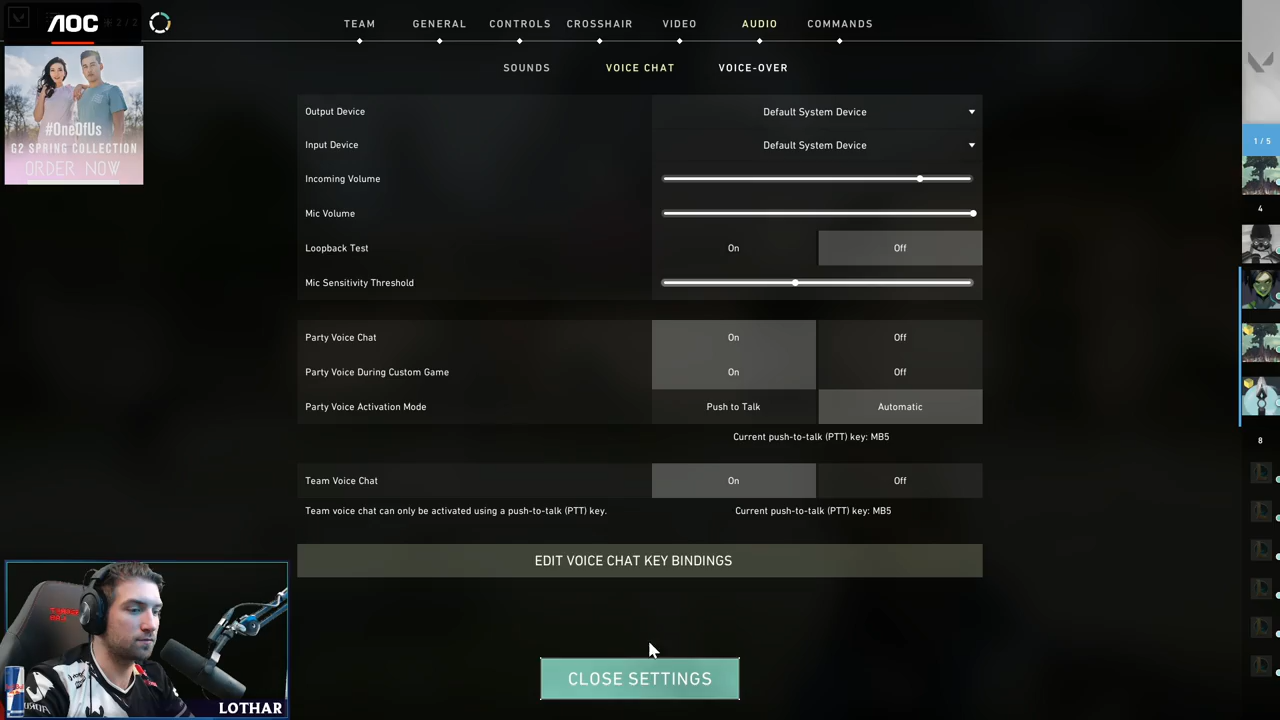 AOC
2 / 2
TEAM
GENERAL
CONTROLS
CROSSHAIR
VIDEO
AUDIO
COMMANDS
SOUNDS
VOICE CHAT
VOICE-OVER
#OneOfUs
G2 SPRING COLLECTION
ORDER NOW
Output Device
Default System Device
Input Device
Default System Device
Incoming Volume
Mic Volume
Loopback Test
On
Off
Mic Sensitivity Threshold
Party Voice Chat
On
Off
Party Voice During Custom Game
On
Off
Party Voice Activation Mode
Push to Talk
Automatic
Current push-to-talk (PTT) key: MB5
Team Voice Chat
On
Off
Team voice chat can only be activated using a push-to-talk (PTT) key.
Current push-to-talk (PTT) key: MB5
EDIT VOICE CHAT KEY BINDINGS
CLOSE SETTINGS
1 / 5
4
8
LOTHAR